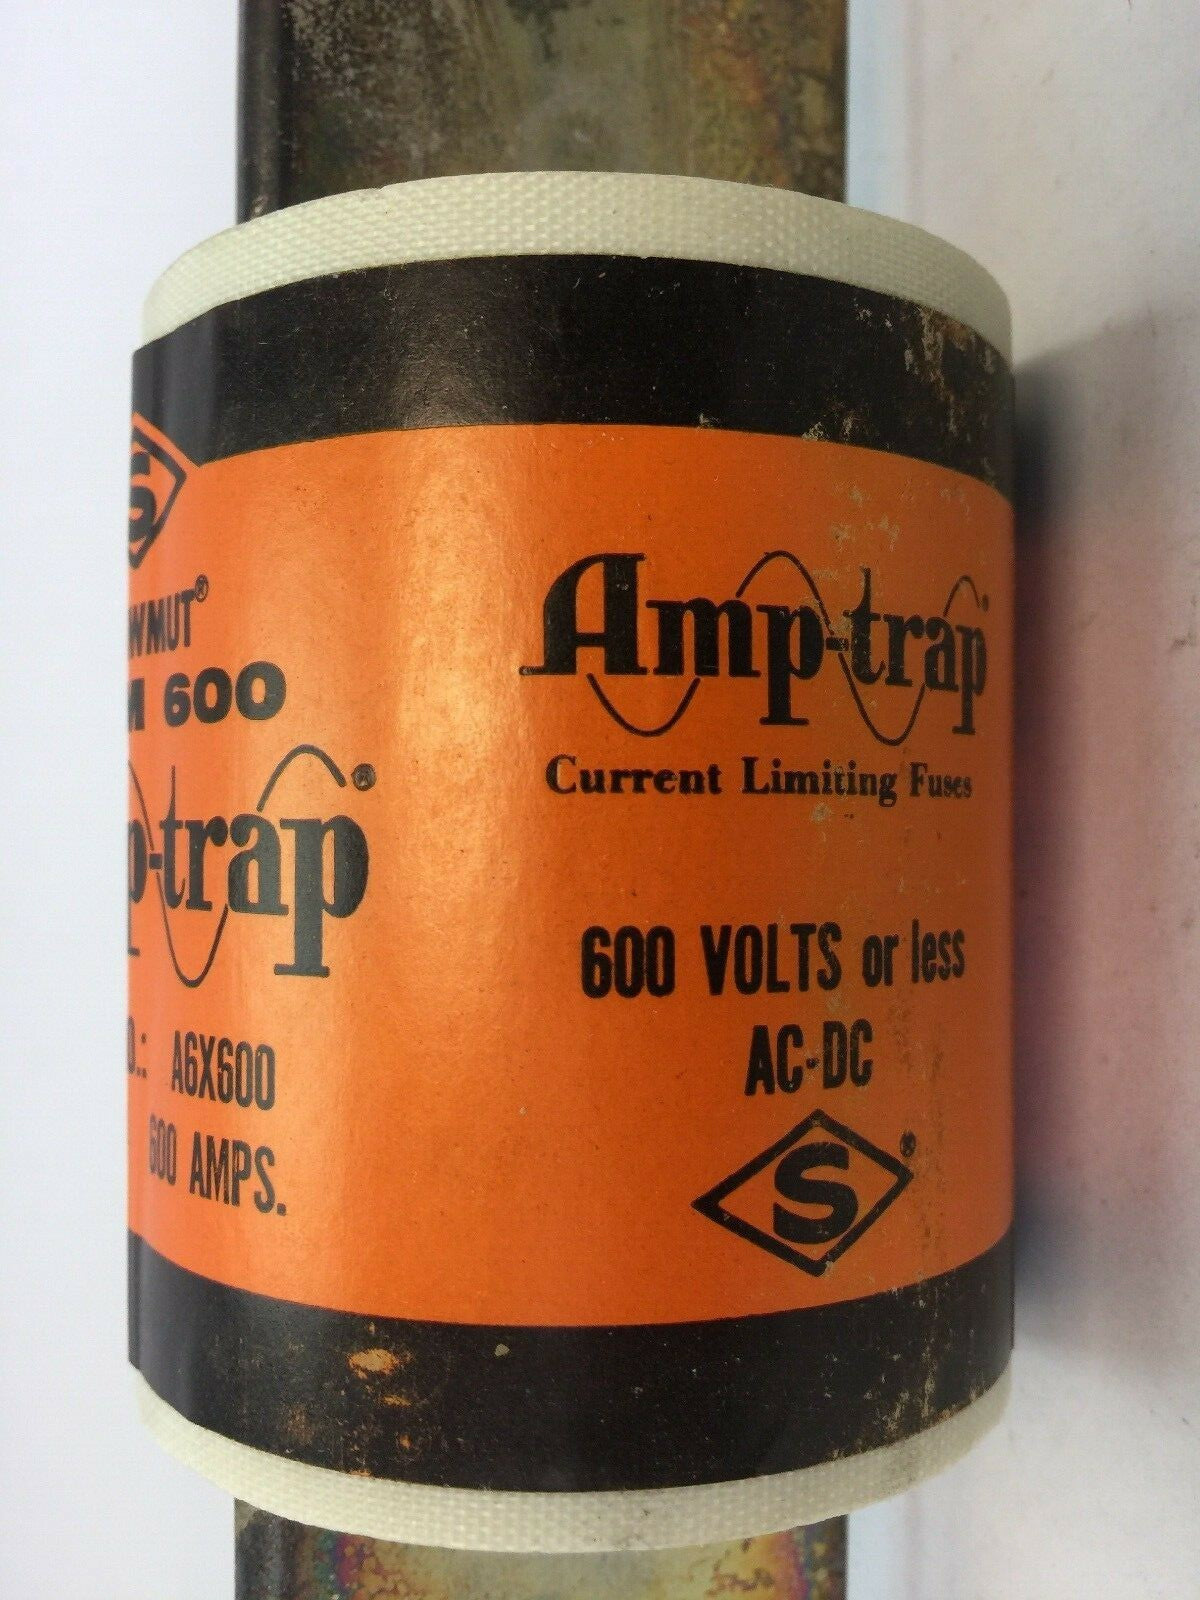 S
WMUT®
600
-trap®
A6X600
600 AMPS.
Amp-trap®
Current Limiting Fuses
600 VOLTS or less
AC-DC
S®